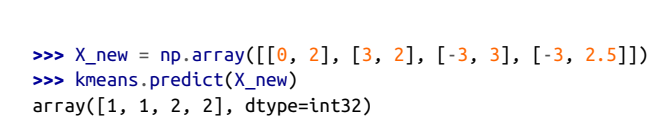 >>> X_new = np.array([[0, 2], [3, 2], [-3, 3], [-3, 2.5]])
>>> kmeans.predict(X_new)
array([1, 1, 2, 2], dtype=int32)